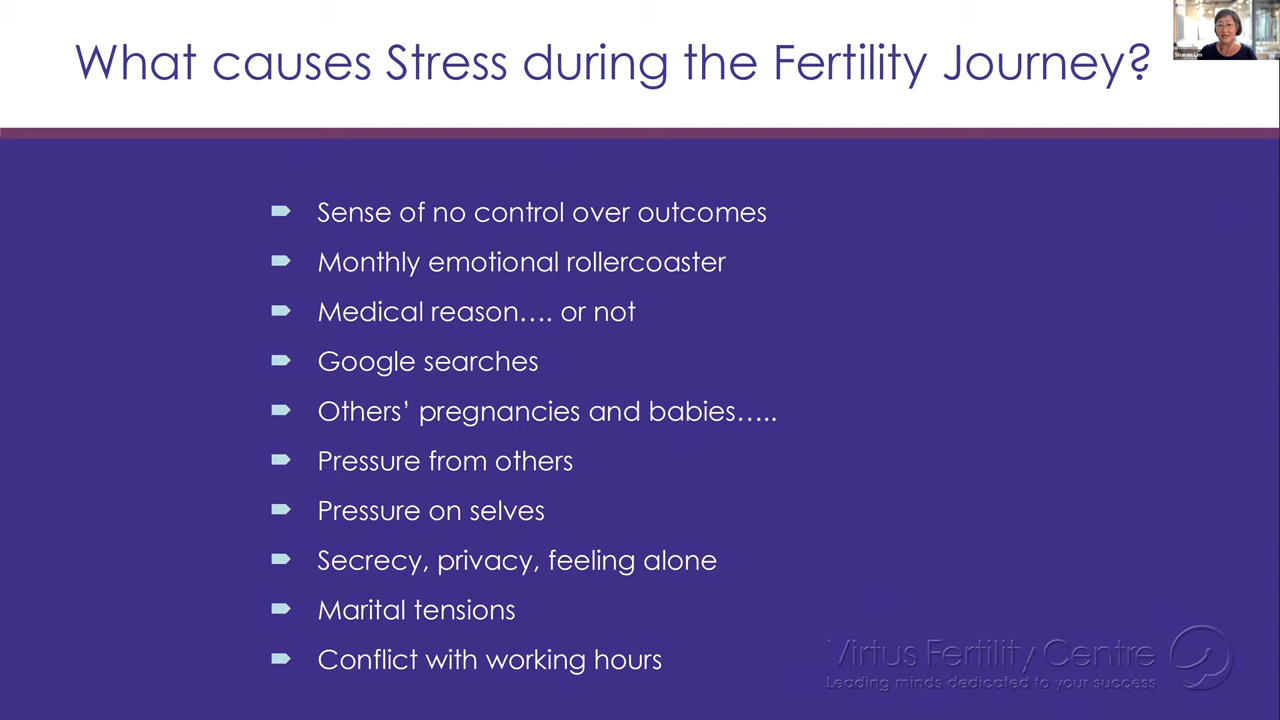 What causes Stress during the Fertility Journey?
Sharon Lim
Sense of no control over outcomes
Monthly emotional rollercoaster
Medical reason…. or not
Google searches
Others’ pregnancies and babies…..
Pressure from others
Pressure on selves
Secrecy, privacy, feeling alone
Marital tensions
Conflict with working hours
Virtus Fertility Centre
Leading minds dedicated to your success